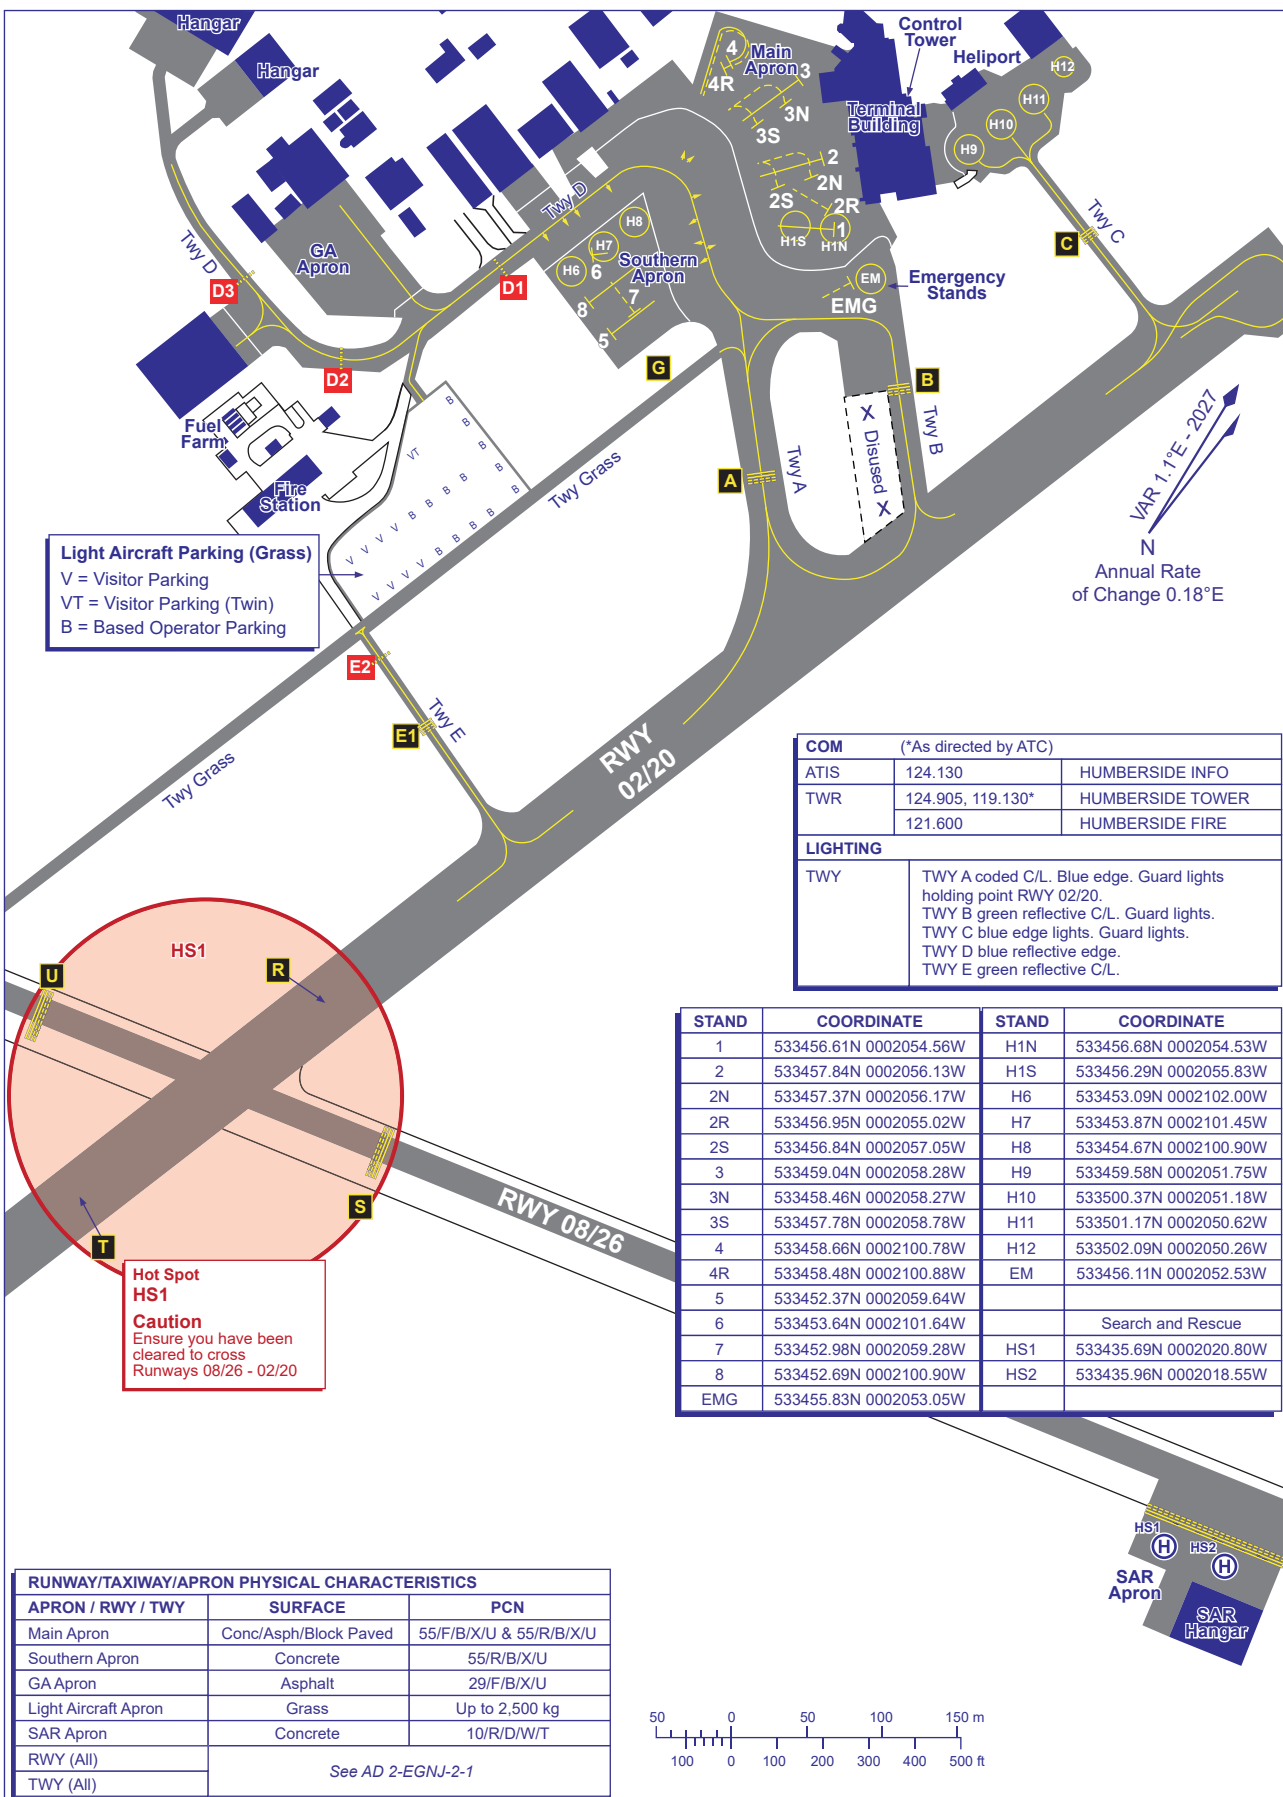 Hangar
Hangar
Control
Tower
Heliport
Main
Apron
Terminal
Building
4
4R
3
3N
3S
2
2N
2S
2R
1
H1S
H1N
H12
H11
H10
H9
Twy C
C
Twy D
Twy D
GA
Apron
D3
D1
D2
H8
H7
H6
6
7
8
5
Southern
Apron
EM
EMG
Emergency
Stands
G
B
Twy B
X
Disused
X
A
Twy A
VAR 1.1°E - 2027
N
Annual Rate
of Change 0.18°E
Fuel
Farm
Fire
Station
VT
B
B
B
B
B
V V V V B B B B B
V V V V B B B B B
Twy Grass
Light Aircraft Parking (Grass)
V = Visitor Parking
VT = Visitor Parking (Twin)
B = Based Operator Parking
E2
E1
Twy E
Twy Grass
RWY
02/20
COM (*As directed by ATC)
ATIS 124.130 HUMBERSIDE INFO
TWR 124.905, 119.130* HUMBERSIDE TOWER
121.600 HUMBERSIDE FIRE
LIGHTING
TWY TWY A coded C/L. Blue edge. Guard lights
holding point RWY 02/20.
TWY B green reflective C/L. Guard lights.
TWY C blue edge lights. Guard lights.
TWY D blue reflective edge.
TWY E green reflective C/L.
HS1
U
R
S
T
RWY 08/26
Hot Spot
HS1
Caution
Ensure you have been
cleared to cross
Runways 08/26 - 02/20
STAND COORDINATE STAND COORDINATE
1 533456.61N 0002054.56W H1N 533456.68N 0002054.53W
2 533457.84N 0002056.13W H1S 533456.29N 0002055.83W
2N 533457.37N 0002056.17W H6 533453.09N 0002102.00W
2R 533456.95N 0002055.02W H7 533453.87N 0002101.45W
2S 533456.84N 0002057.05W H8 533454.67N 0002100.90W
3 533459.04N 0002058.28W H9 533459.58N 0002051.75W
3N 533458.46N 0002058.27W H10 533500.37N 0002051.18W
3S 533457.78N 0002058.78W H11 533501.17N 0002050.62W
4 533458.66N 0002100.78W H12 533502.09N 0002050.26W
4R 533458.48N 0002100.88W EM 533456.11N 0002052.53W
5 533452.37N 0002059.64W
6 533453.64N 0002101.64W Search and Rescue
7 533452.98N 0002059.28W HS1 533435.69N 0002020.80W
8 533452.69N 0002100.90W HS2 533435.96N 0002018.55W
EMG 533455.83N 0002053.05W
HS1
H
HS2
H
SAR
Apron
SAR
Hangar
RUNWAY/TAXIWAY/APRON PHYSICAL CHARACTERISTICS
APRON / RWY / TWY SURFACE PCN
Main Apron Conc/Asph/Block Paved 55/F/B/X/U & 55/R/B/X/U
Southern Apron Concrete 55/R/B/X/U
GA Apron Asphalt 29/F/B/X/U
Light Aircraft Apron Grass Up to 2,500 kg
SAR Apron Concrete 10/R/D/W/T
RWY (All) See AD 2-EGNJ-2-1
TWY (All)
50 0 50 100 150 m
100 0 100 200 300 400 500 ft